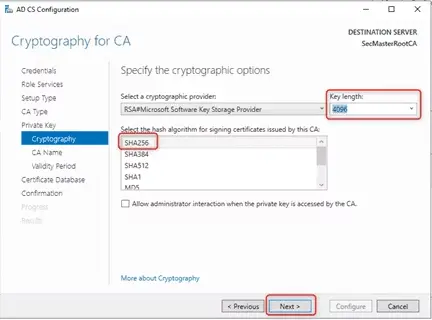 AD CS Configuration
Cryptography for CA
DESTINATION SERVER
SecMasterRootCA
Credentials
Role Services
Setup Type
CA Type
Private Key
Cryptography
CA Name
Validity Period
Certificate Database
Confirmation
Progress
Results
Specify the cryptographic options
Select a cryptographic provider:
Key length:
RSA#Microsoft Software Key Storage Provider
4096
Select the hash algorithm for signing certificates issued by this CA:
SHA256
SHA384
SHA512
SHA1
MD5
Allow administrator interaction when the private key is accessed by the CA.
More about Cryptography
< Previous
Next >
Configure
Cancel